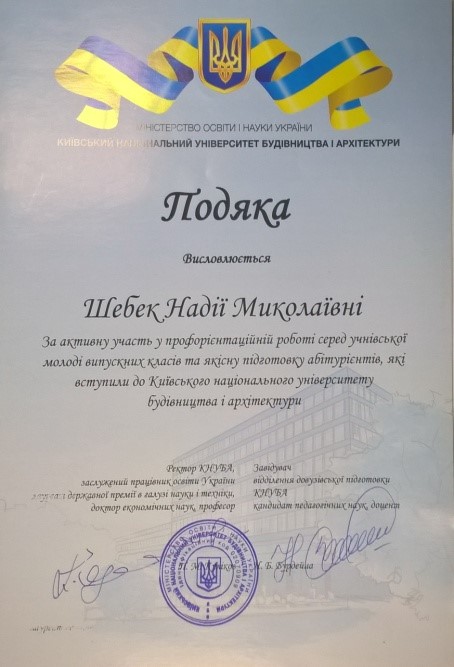 МІНІСТЕРСТВО ОСВІТИ І НАУКИ УКРАЇНИ
КИЇВСЬКИЙ НАЦІОНАЛЬНИЙ УНІВЕРСИТЕТ БУДІВНИЦТВА І АРХІТЕКТУРИ
Подяка
Висловлюється
Шебек Надії Миколаївні
За активну участь у профорієнтаційній роботі серед учнівської
молоді випускних класів та якісну підготовку абітурієнтів, які
вступили до Київського національного університету
будівництва і архітектури
Ректор КНУБА,
заслужений працівник освіти України
державної премії в галузі науки і техніки,
доктор економічних наук, професор
Завідувач
відділення довузівської підготовки
КНУБА
кандидат педагогічних наук, доцент